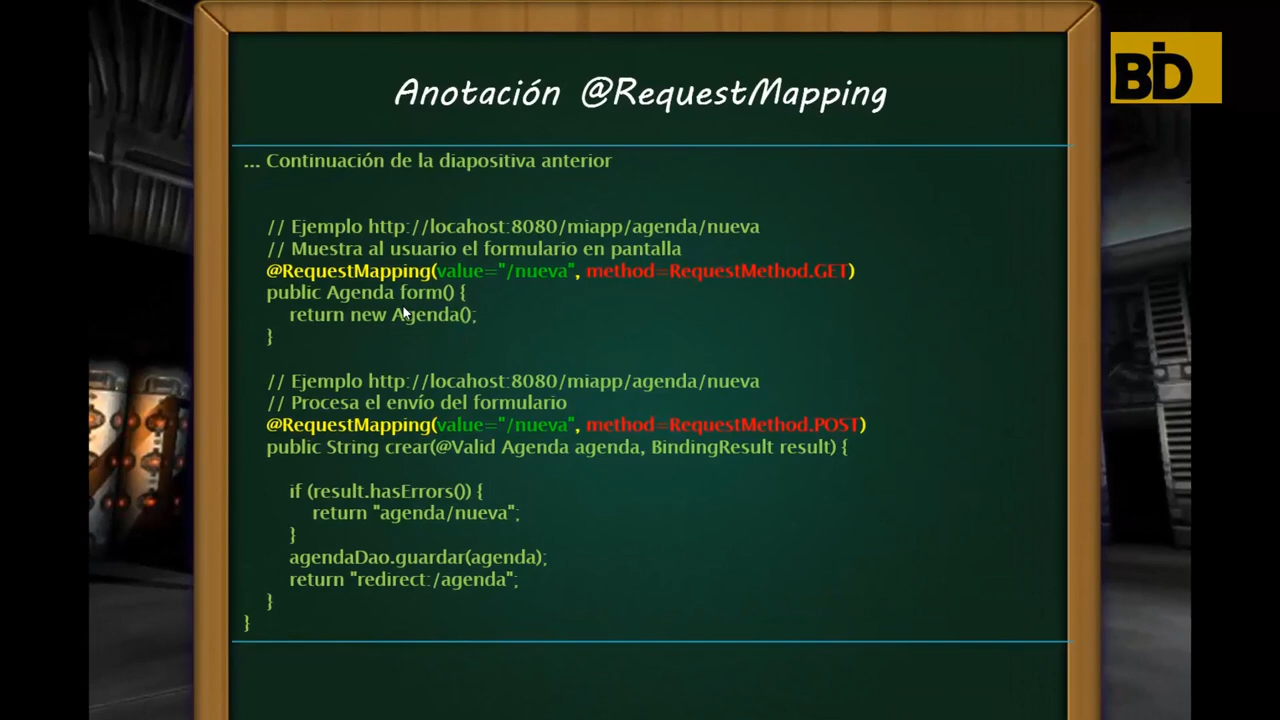 BID
Anotación @RequestMapping
... Continuación de la diapositiva anterior
// Ejemplo http://locahost:8080/miapp/agenda/nueva
// Muestra al usuario el formulario en pantalla
@RequestMapping(value="/nueva", method=RequestMethod.GET)
public Agenda form() {
return new Agenda();
}
// Ejemplo http://locahost:8080/miapp/agenda/nueva
// Procesa el envío del formulario
@RequestMapping(value="/nueva", method=RequestMethod.POST)
public String crear(@Valid Agenda agenda, BindingResult result) {
if (result.hasErrors()) {
return "agenda/nueva";
}
agendaDao.guardar(agenda);
return "redirect:/agenda";
}
}